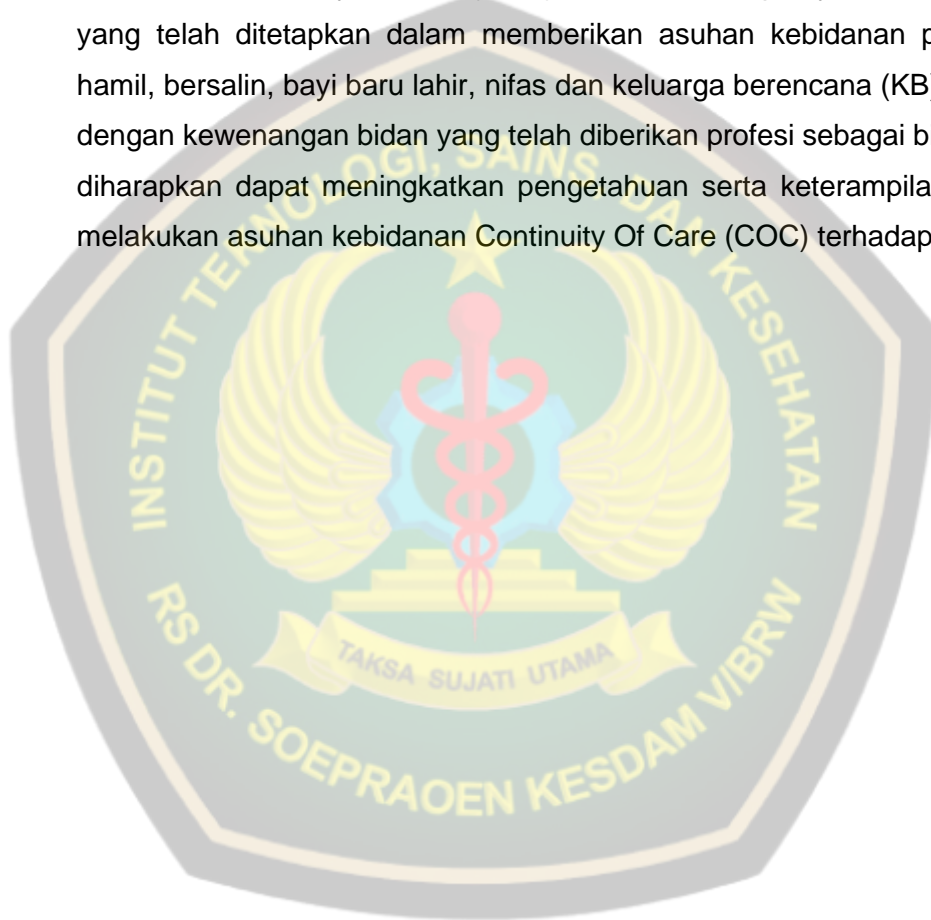 yang telah ditetapkan dalam memberikan asuhan kebidanan
hamil, bersalin, bayi baru lahir, nifas dan keluarga berencana (KB)
dengan kewenangan bidan yang telah diberikan profesi sebagai
diharapkan dapat meningkatkan pengetahuan serta
melakukan asuhan kebidanan Continuity Of Care (COC) terhadap
INSTITUT TEKNOLOGI, SAINS, DAN KESEHATAN
TAKSA SUJATI UTAMA
RS DR. SOEPRAOEN KESDAM V/BRW